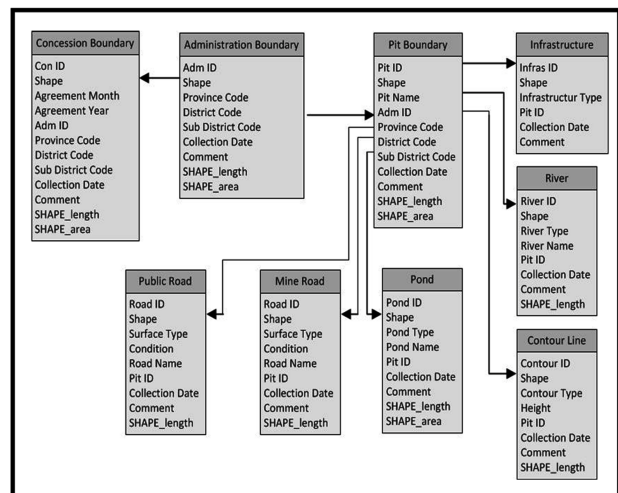 Concession Boundary
Con ID
Shape
Agreement Month
Agreement Year
Adm ID
Province Code
District Code
Sub District Code
Collection Date
Comment
SHAPE_length
SHAPE_area
Administration Boundary
Adm ID
Shape
Province Code
District Code
Sub District Code
Collection Date
Comment
SHAPE_length
SHAPE_area
Pit Boundary
Pit ID
Shape
Pit Name
Adm ID
Province Code
District Code
Sub District Code
Collection Date
Comment
SHAPE_length
SHAPE_area
Infrastructure
Infras ID
Shape
Infrastructur Type
Pit ID
Collection Date
Comment
River
River ID
Shape
River Type
River Name
Pit ID
Collection Date
Comment
SHAPE_length
Public Road
Road ID
Shape
Surface Type
Condition
Road Name
Pit ID
Collection Date
Comment
SHAPE_length
Mine Road
Road ID
Shape
Surface Type
Condition
Road Name
Pit ID
Collection Date
Comment
SHAPE_length
Pond
Pond ID
Shape
Pond Type
Pond Name
Pit ID
Collection Date
Comment
SHAPE_length
SHAPE_area
Contour Line
Contour ID
Shape
Contour Type
Height
Pit ID
Collection Date
Comment
SHAPE_length